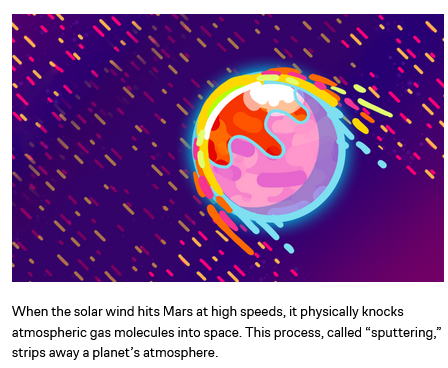 When the solar wind hits Mars at high speeds, it physically knocks
atmospheric gas molecules into space. This process, called “sputtering,”
strips away a planet’s atmosphere.